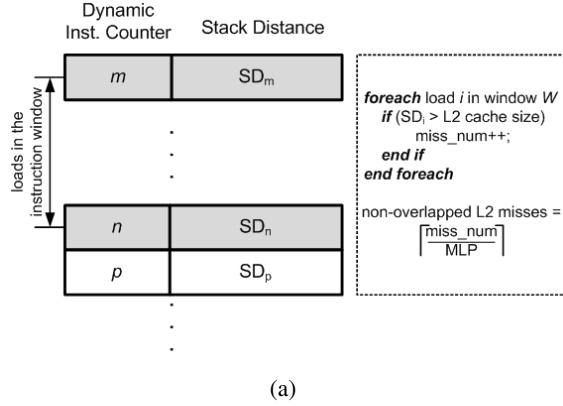 Dynamic
Inst. Counter
Stack Distance
loads in the
instruction window
m
SDm
n
SDn
p
SDp
foreach load i in window W
if (SDi > L2 cache size)
miss_num++;
end if
end foreach
non-overlapped L2 misses =
⌈miss_num
MLP⌉
(a)